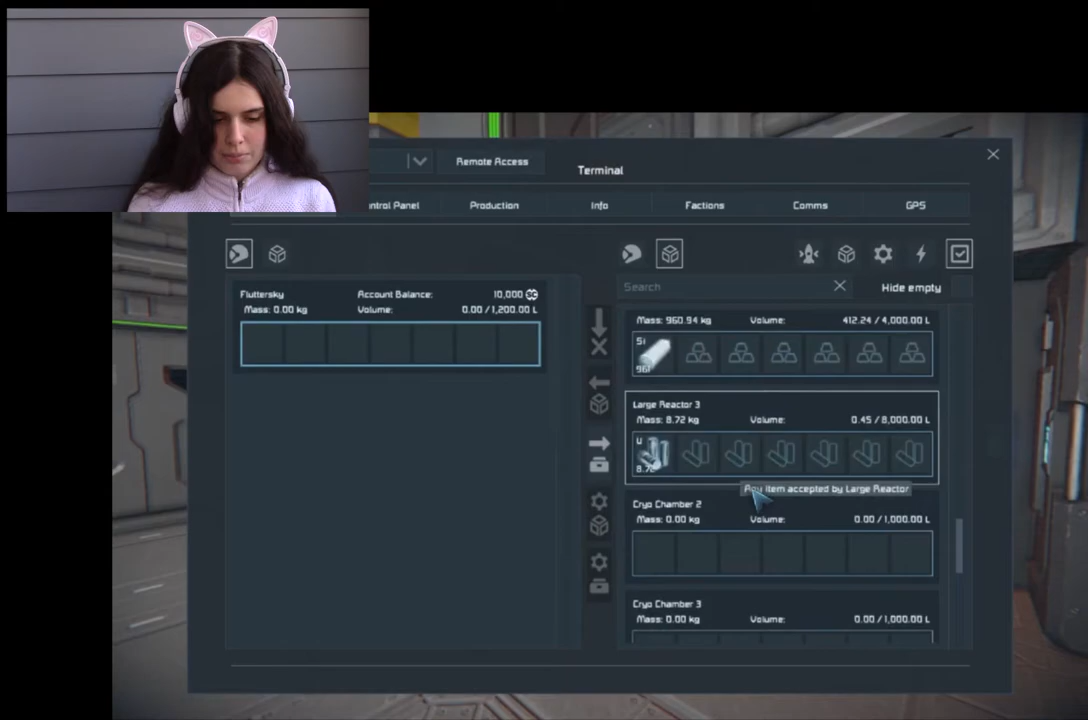 Remote Access
Terminal
ntrol Panel
Production
Info
Factions
Comms
GPS
Search
Hide empty
Fluttersky
Account Balance:
10,000 SC
Mass: 0.00 kg
Volume:
0.00 / 1,200.00 L
Mass: 960.94 kg
Volume:
412.24 / 4,000.00 L
Si
961
Large Reactor 3
Mass: 8.72 kg
Volume:
0.45 / 8,000.00 L
U
8.72
Any item accepted by Large Reactor
Cryo Chamber 2
Mass: 0.00 kg
Volume:
0.00 / 1,000.00 L
Cryo Chamber 3
Mass: 0.00 kg
Volume:
0.00 / 1,000.00 L